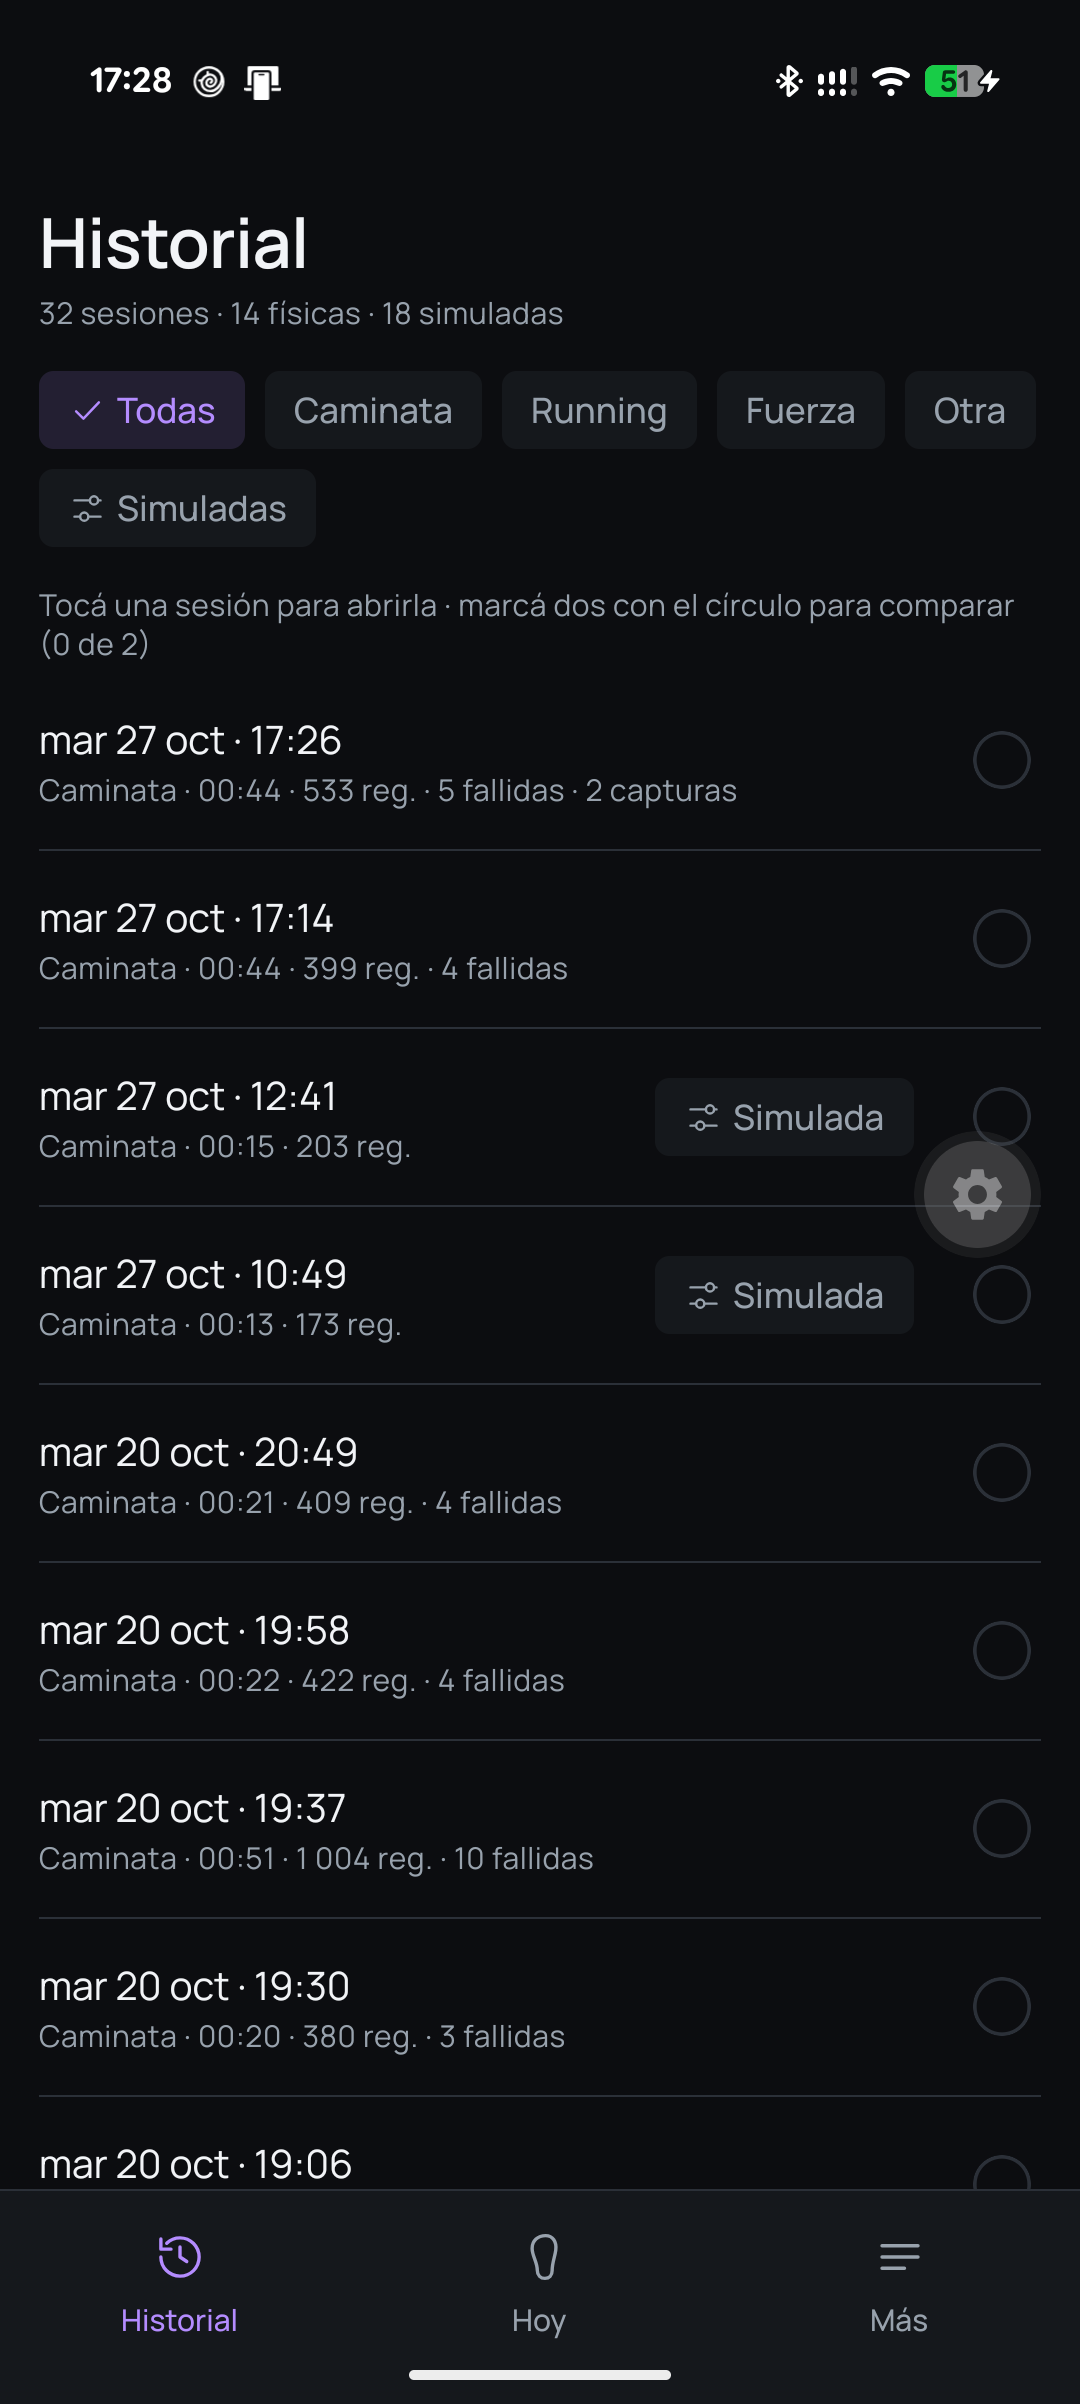 17:28
51
Historial
32 sesiones · 14 físicas · 18 simuladas
Todas
Caminata
Running
Fuerza
Otra
Simuladas
Tocá una sesión para abrirla · marcá dos con el círculo para comparar
(0 de 2)
mar 27 oct · 17:26
Caminata · 00:44 · 533 reg. · 5 fallidas · 2 capturas
mar 27 oct · 17:14
Caminata · 00:44 · 399 reg. · 4 fallidas
mar 27 oct · 12:41
Caminata · 00:15 · 203 reg.
Simulada
mar 27 oct · 10:49
Caminata · 00:13 · 173 reg.
Simulada
mar 20 oct · 20:49
Caminata · 00:21 · 409 reg. · 4 fallidas
mar 20 oct · 19:58
Caminata · 00:22 · 422 reg. · 4 fallidas
mar 20 oct · 19:37
Caminata · 00:51 · 1 004 reg. · 10 fallidas
mar 20 oct · 19:30
Caminata · 00:20 · 380 reg. · 3 fallidas
mar 20 oct · 19:06
Historial
Hoy
Más